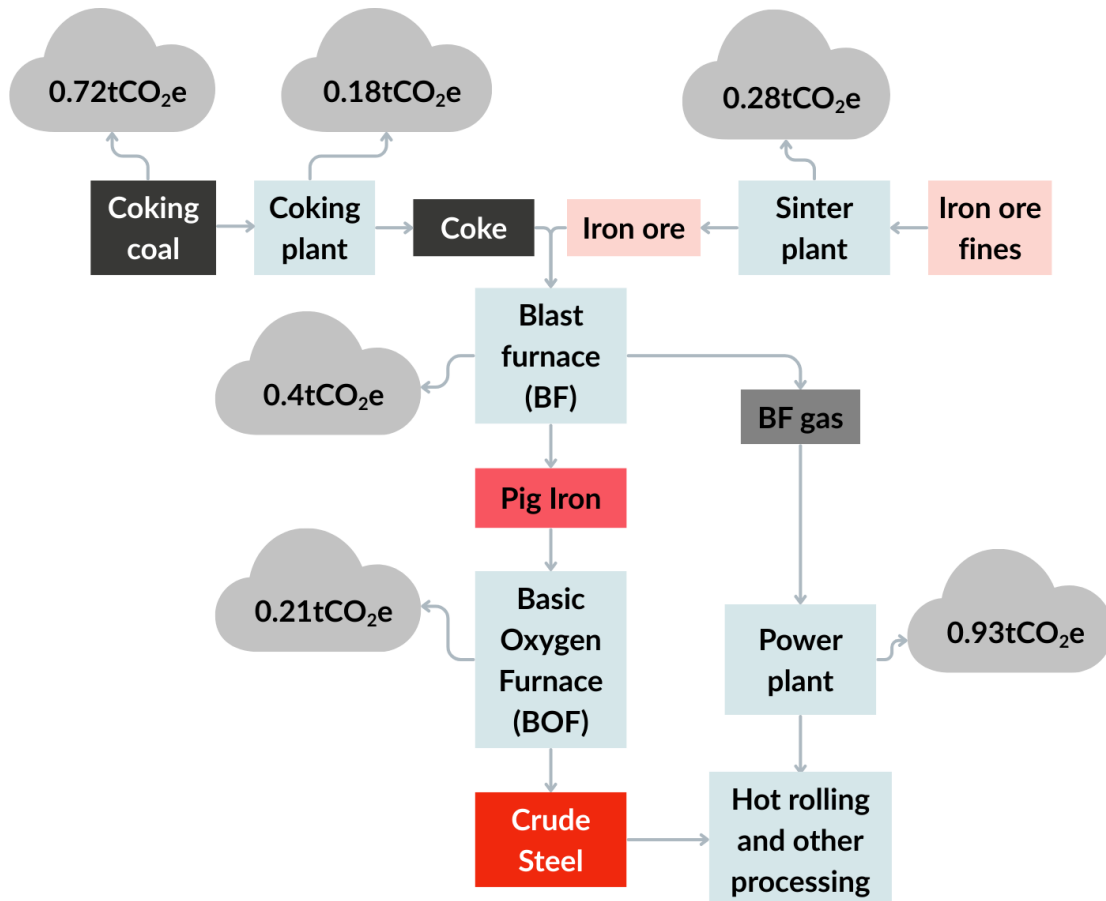 0.72tCO₂e
0.18tCO₂e
0.28tCO₂e
Coking
coal
Coking
plant
Coke
Iron ore
Sinter
plant
Iron ore
fines
Blast
furnace
(BF)
0.4tCO₂e
BF gas
Pig Iron
0.21tCO₂e
Basic
Oxygen
Furnace
(BOF)
Power
plant
0.93tCO₂e
Crude
Steel
Hot rolling
and other
processing